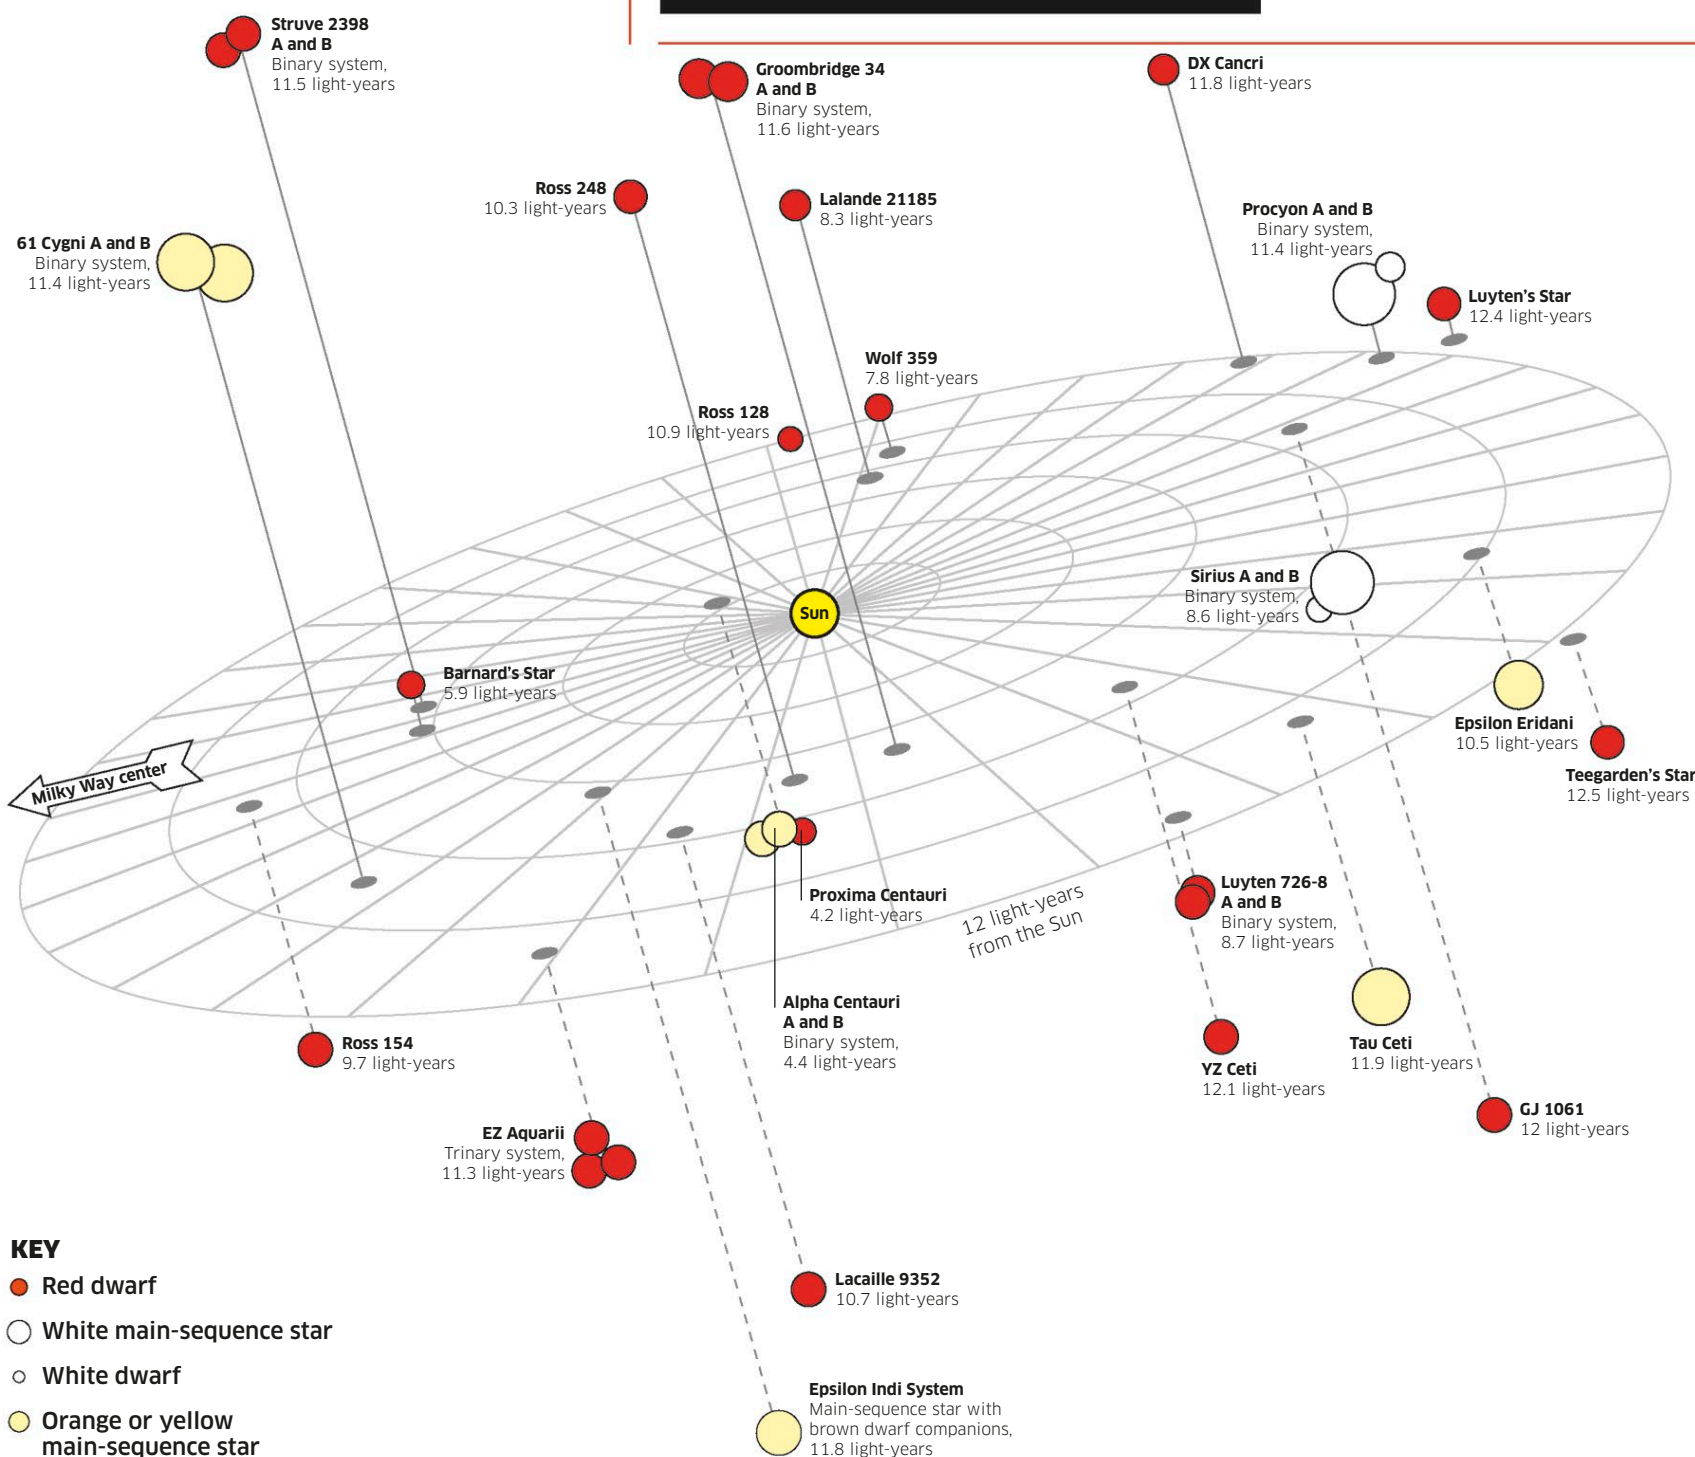 Struve 2398
A and B
Binary system,
11.5 light-years
Groombridge 34
A and B
Binary system,
11.6 light-years
DX Cancri
11.8 light-years
Ross 248
10.3 light-years
Lalande 21185
8.3 light-years
Procyon A and B
Binary system,
11.4 light-years
61 Cygni A and B
Binary system,
11.4 light-years
Luyten's Star
12.4 light-years
Wolf 359
7.8 light-years
Ross 128
10.9 light-years
Sun
Sirius A and B
Binary system,
8.6 light-years
Barnard's Star
5.9 light-years
Epsilon Eridani
10.5 light-years
Teegarden's Star
12.5 light-years
Milky Way center
Proxima Centauri
4.2 light-years
12 light-years
from the Sun
Luyten 726-8
A and B
Binary system,
8.7 light-years
Alpha Centauri
A and B
Binary system,
4.4 light-years
Ross 154
9.7 light-years
Tau Ceti
11.9 light-years
YZ Ceti
12.1 light-years
GJ 1061
12 light-years
EZ Aquarii
Trinary system,
11.3 light-years
Lacaille 9352
10.7 light-years
Epsilon Indi System
Main-sequence star with
brown dwarf companions,
11.8 light-years
KEY
Red dwarf
White main-sequence star
White dwarf
Orange or yellow
main-sequence star